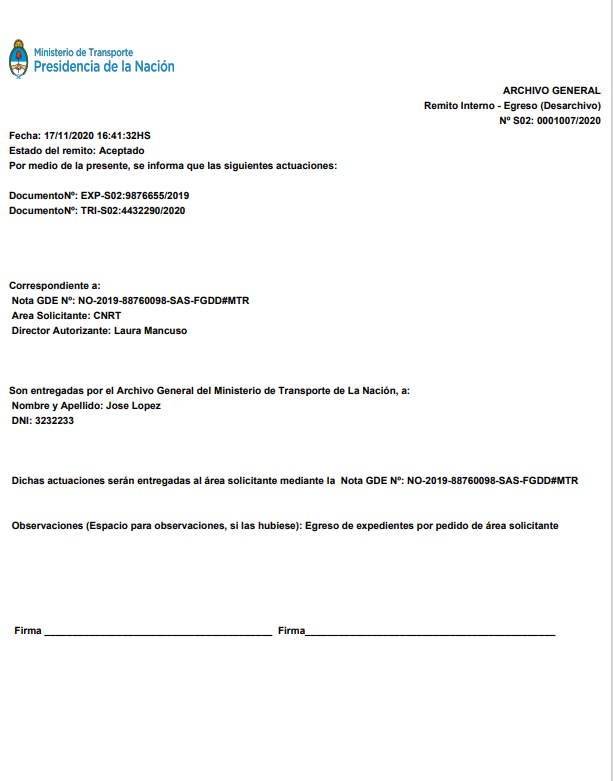 Ministerio de Transporte
Presidencia de la Nación
ARCHIVO GENERAL
Remito Interno - Egreso (Desarchivo)
Nº S02: 0001007/2020
Fecha: 17/11/2020 16:41:32HS
Estado del remito: Aceptado
Por medio de la presente, se informa que las siguientes actuaciones:
DocumentoNº: EXP-S02:9876655/2019
DocumentoNº: TRI-S02:4432290/2020
Correspondiente a:
Nota GDE Nº: NO-2019-88760098-SAS-FGDD#MTR
Area Solicitante: CNRT
Director Autorizante: Laura Mancuso
Son entregadas por el Archivo General del Ministerio de Transporte de La Nación, a:
Nombre y Apellido: Jose Lopez
DNI: 3232233
Dichas actuaciones serán entregadas al área solicitante mediante la Nota GDE Nº: NO-2019-88760098-SAS-FGDD#MTR
Observaciones (Espacio para observaciones, si las hubiese): Egreso de expedientes por pedido de área solicitante
Firma _________________________________________ Firma_____________________________________________